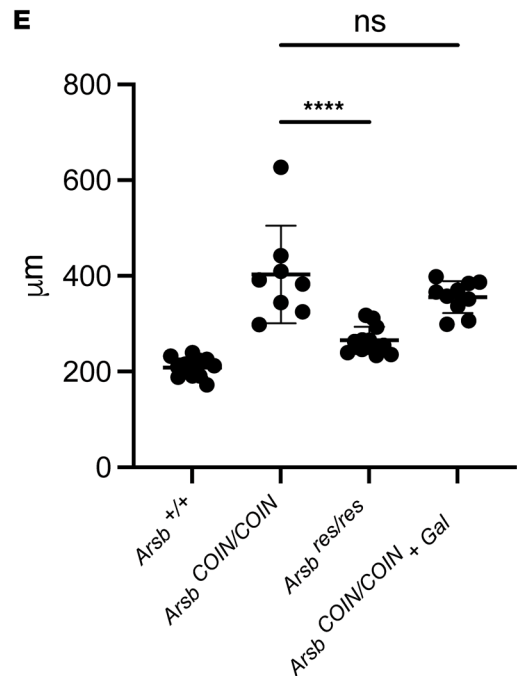 E
ns
****
800
600
400
200
0
μm
Arsb +/+
Arsb COIN/COIN
Arsb res/res
Arsb COIN/COIN + Gal